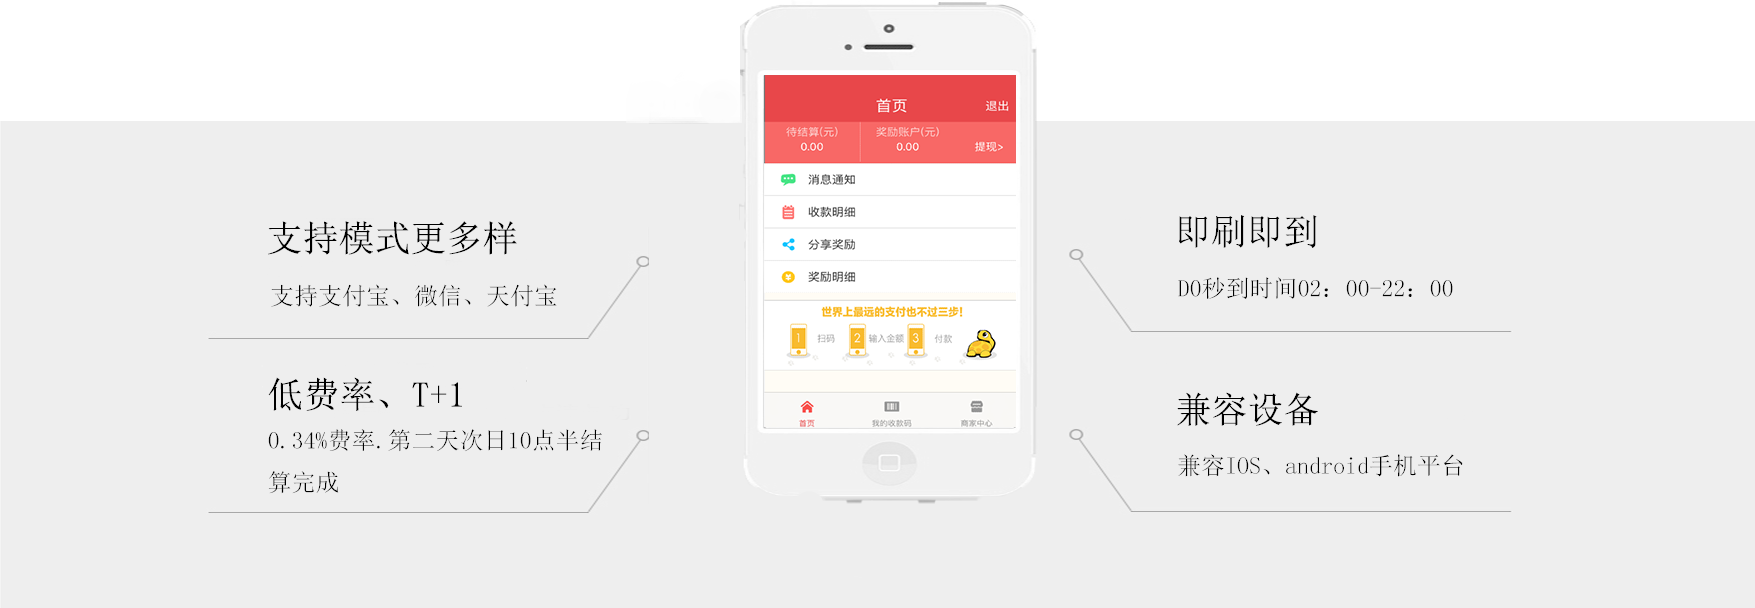 支持模式更多样
支持支付宝、微信、天付宝
低费率、T+1
0.34%费率.第二天次日10点半结
算完成
首页
退出
待结算(元)
奖励账户(元)
0.00
0.00
提现>
消息通知
收款明细
分享奖励
奖励明细
世界上最远的支付也不过三步!
1 扫码 2 输入金额 3 付款
首页
我的收款码
商家中心
即刷即到
D0秒到时间02：00-22：00
兼容设备
兼容IOS、android手机平台